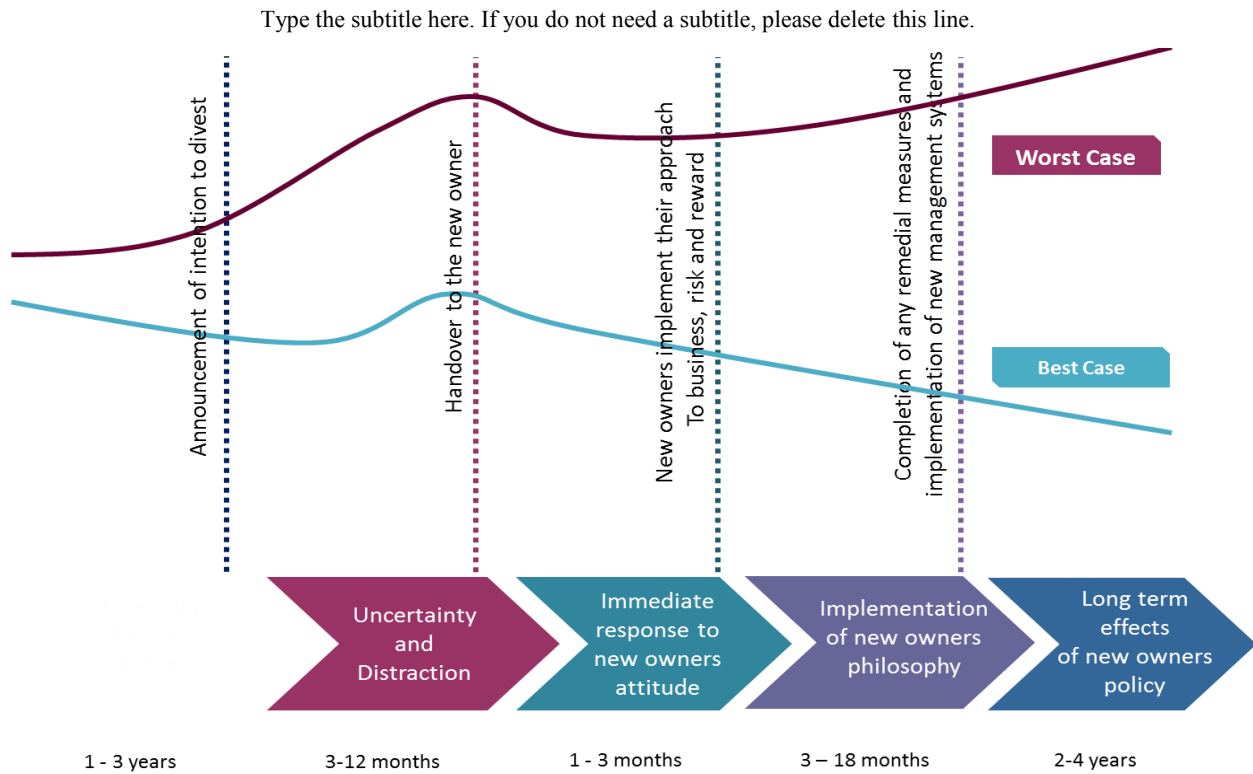 Type the subtitle here. If you do not need a subtitle, please delete this line.
Announcement of intention to divest
Handover to the new owner
New owners implement their approach
To business, risk and reward
Completion of any remedial measures and
implementation of new management systems
Worst Case
Best Case
Uncertainty
and
Distraction
Immediate
response to
new owners
attitude
Implementation
of new owners
philosophy
Long term
effects
of new owners
policy
1 - 3 years
3-12 months
1 - 3 months
3 – 18 months
2-4 years